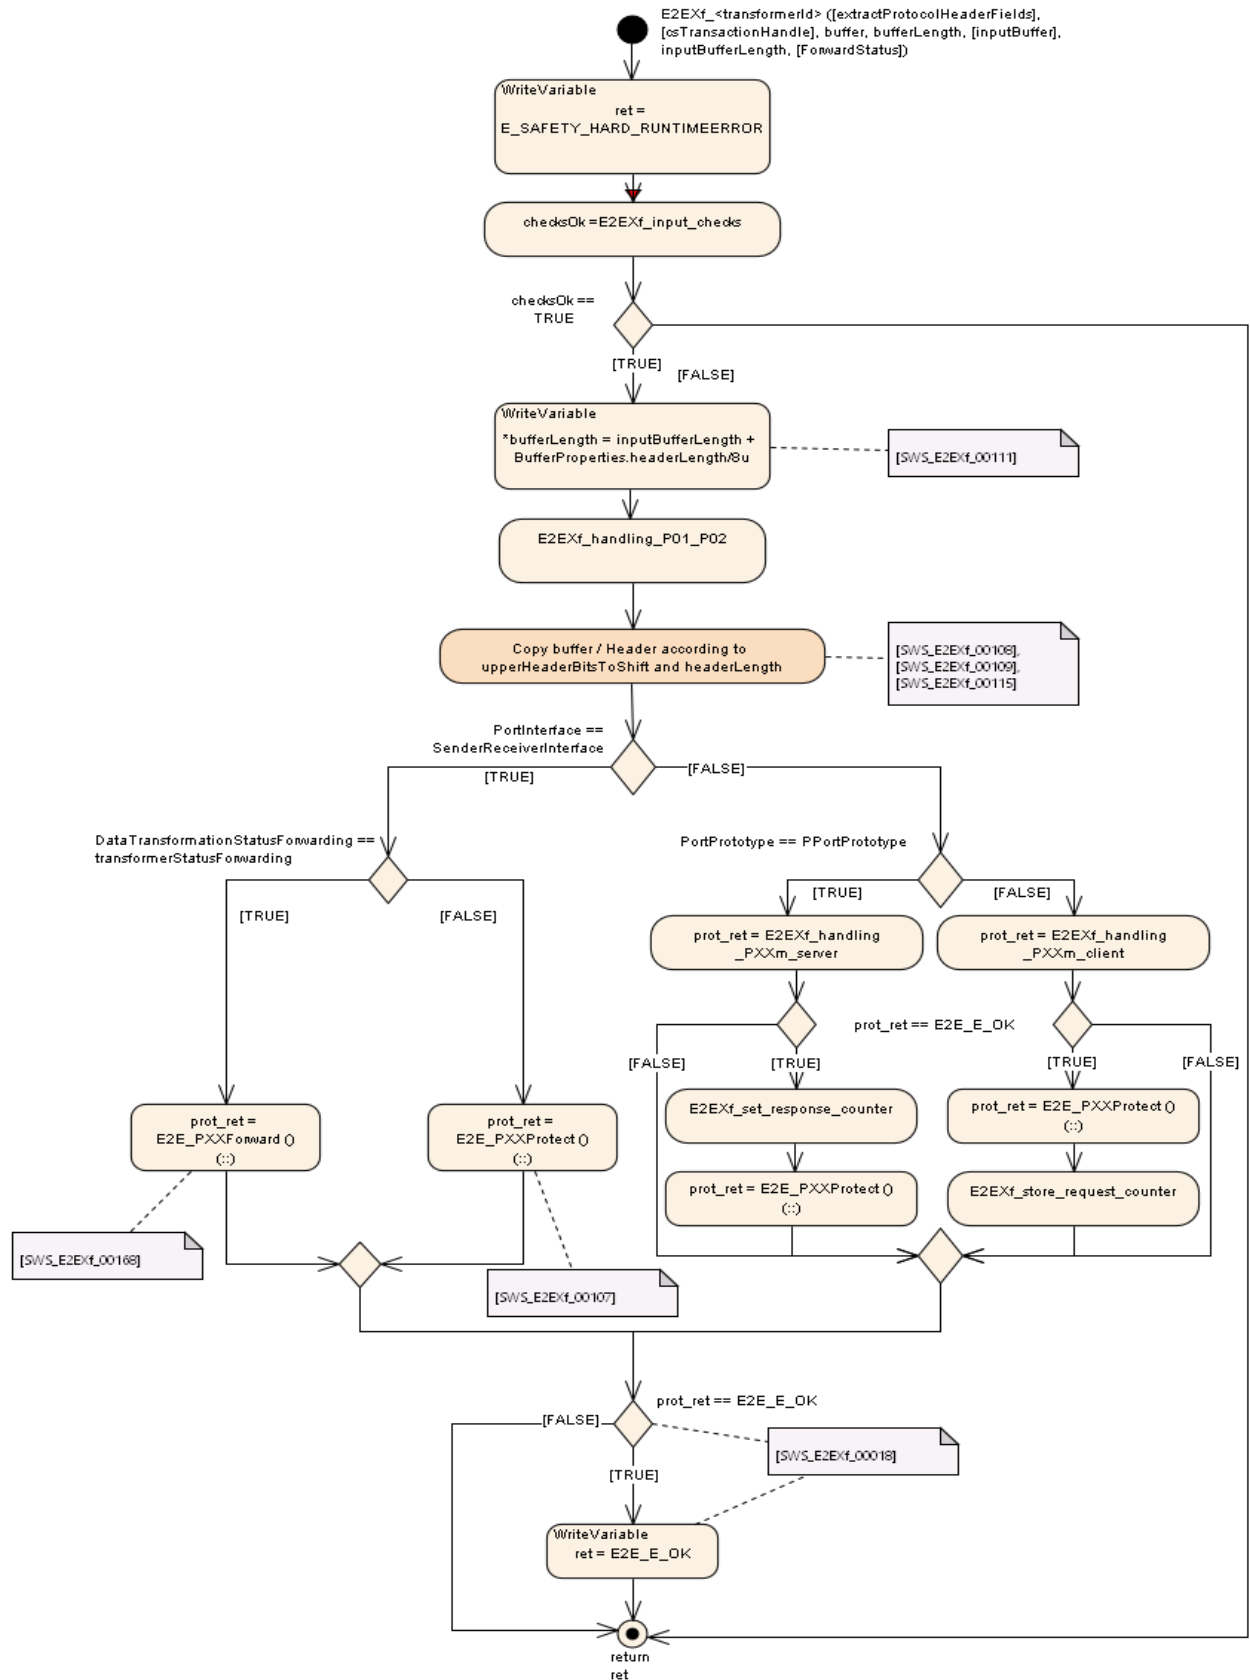 E2EXf_<transformerId> ([extractProtocolHeaderFields],
[csTransactionHandle], buffer, bufferLength, [inputBuffer],
inputBufferLength, [ForwardStatus])
WriteVariable
ret =
E_SAFETY_HARD_RUNTIMEERROR
checksOk =E2EXf_input_checks
checksOk ==
TRUE
[TRUE]
[FALSE]
WriteVariable
*bufferLength = inputBufferLength +
BufferProperties.headerLength/8u
[SWS_E2EXf_00111]
E2EXf_handling_P01_P02
Copy buffer / Header according to
upperHeaderBitsToShift and headerLength
[SWS_E2EXf_00108],
[SWS_E2EXf_00109],
[SWS_E2EXf_00115]
PortInterface ==
SenderReceiverInterface
[TRUE]
[FALSE]
DataTransformationStatusForwarding ==
transformerStatusForwarding
PortPrototype == PPortPrototype
[TRUE]
[FALSE]
[TRUE]
[FALSE]
prot_ret = E2EXf_handling
_PXXm_server
prot_ret = E2EXf_handling
_PXXm_client
prot_ret == E2E_E_OK
[FALSE]
[TRUE]
[TRUE]
[FALSE]
prot_ret =
E2E_PXXForward ()
(::)
prot_ret =
E2E_PXXProtect ()
(::)
E2EXf_set_response_counter
prot_ret = E2E_PXXProtect ()
(::)
prot_ret = E2E_PXXProtect ()
(::)
E2EXf_store_request_counter
[SWS_E2EXf_00168]
[SWS_E2EXf_00107]
prot_ret == E2E_E_OK
[FALSE]
[TRUE]
[SWS_E2EXf_00018]
WriteVariable
ret = E2E_E_OK
return
ret